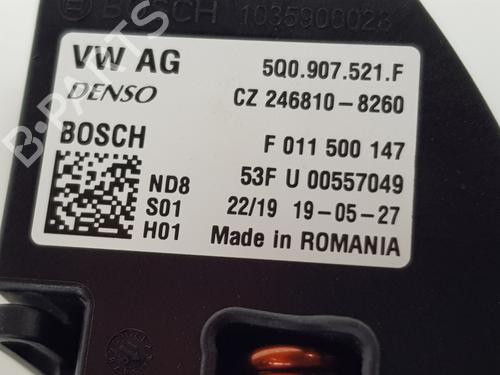 BOSCH 1035900028
VW AG 5Q0.907.521.F
DENSO CZ 246810-8260
BOSCH F 011 500 147
ND8 53F U 00557049
S01 22/19 19-05-27
H01 Made in ROMANIA